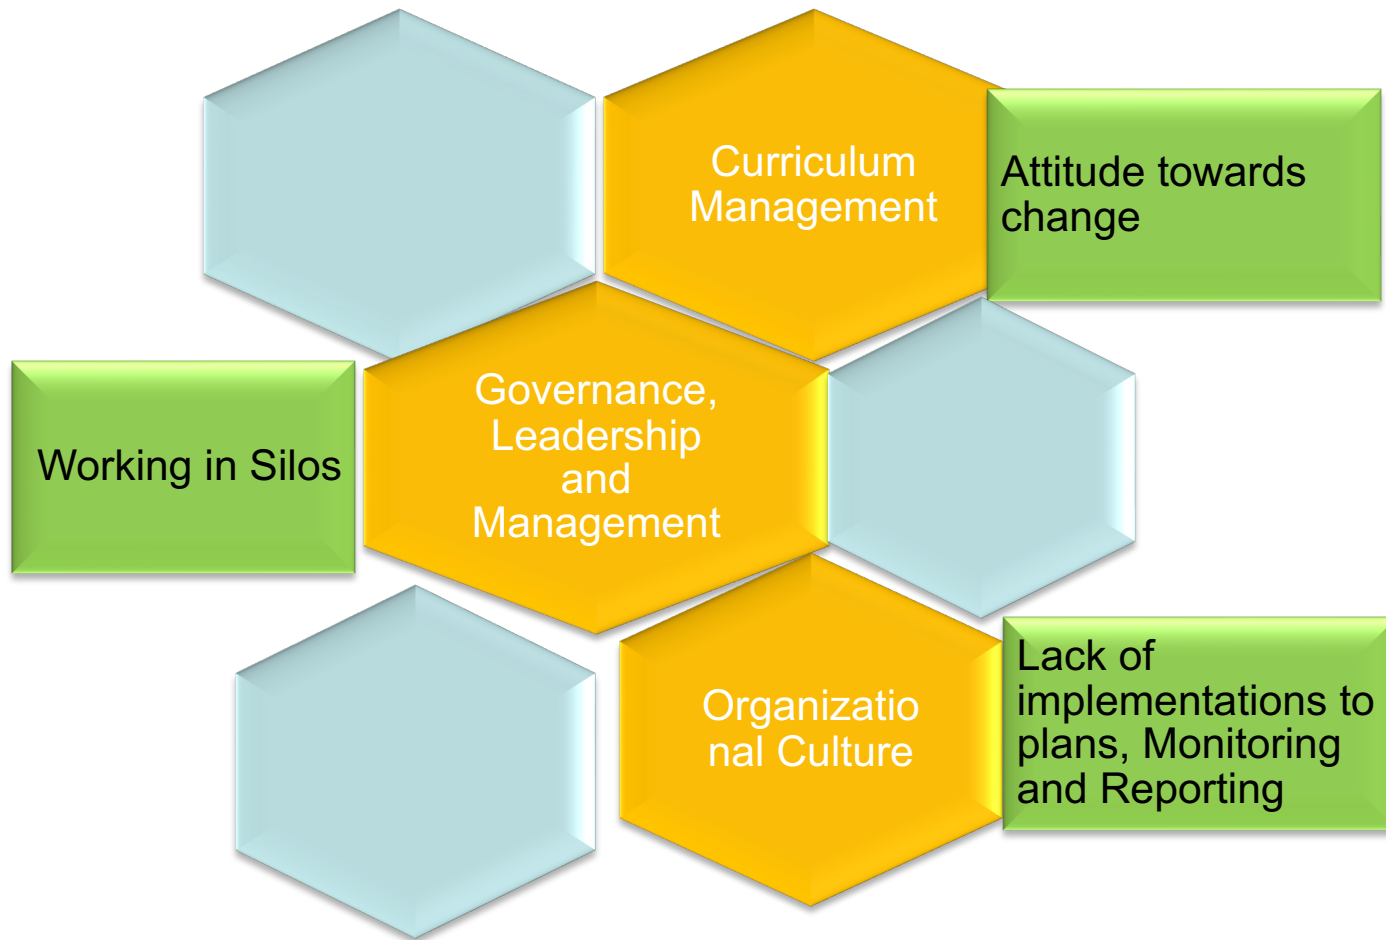 Curriculum
Management
Attitude towards
change
Governance,
Leadership
and
Management
Working in Silos
Organizatio
nal Culture
Lack of
implementations to
plans, Monitoring
and Reporting